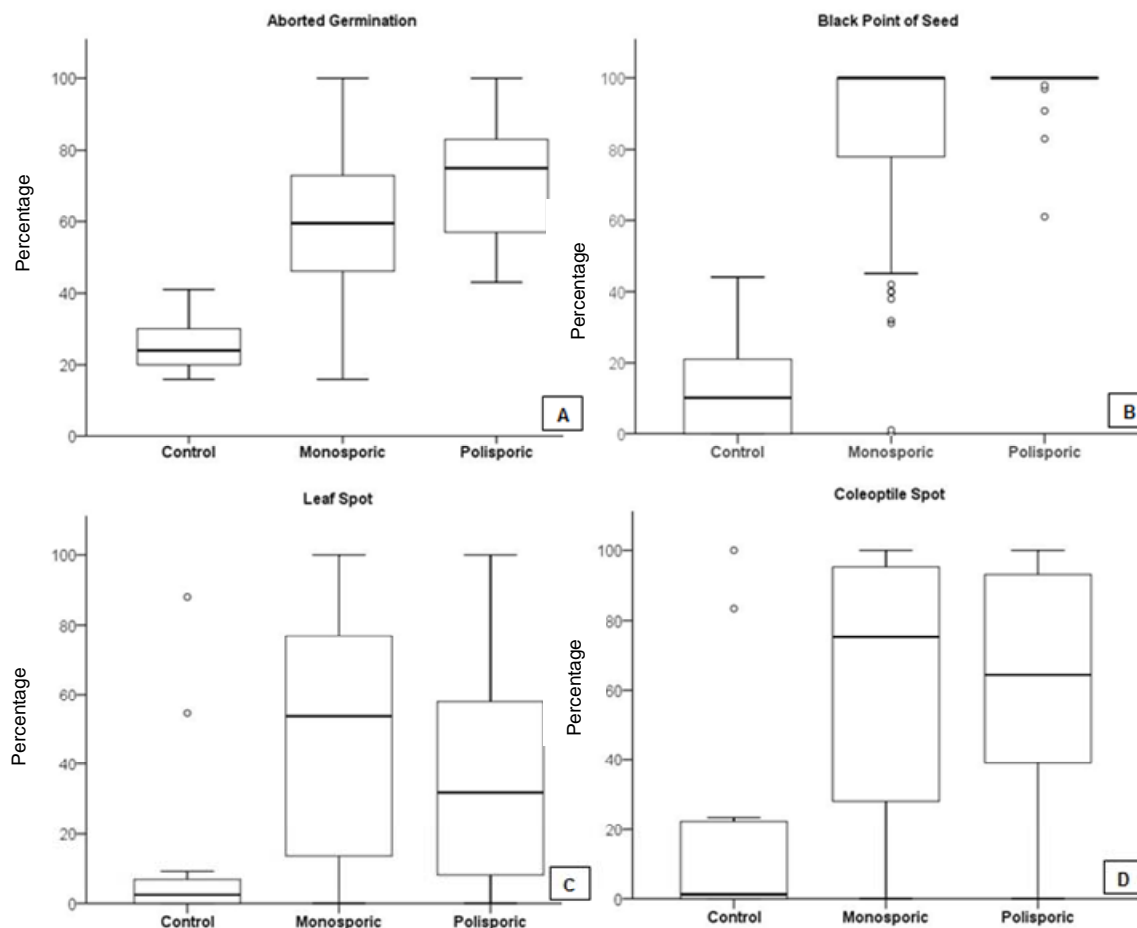 Aborted Germination
Percentage
100
80
60
40
20
0
Control Monosporic Polisporic
A
Black Point of Seed
Percentage
100
80
60
40
20
0
Control Monosporic Polisporic
B
Leaf Spot
Percentage
100
80
60
40
20
0
Control Monosporic Polisporic
C
Coleoptile Spot
Percentage
100
80
60
40
20
0
Control Monosporic Polisporic
D